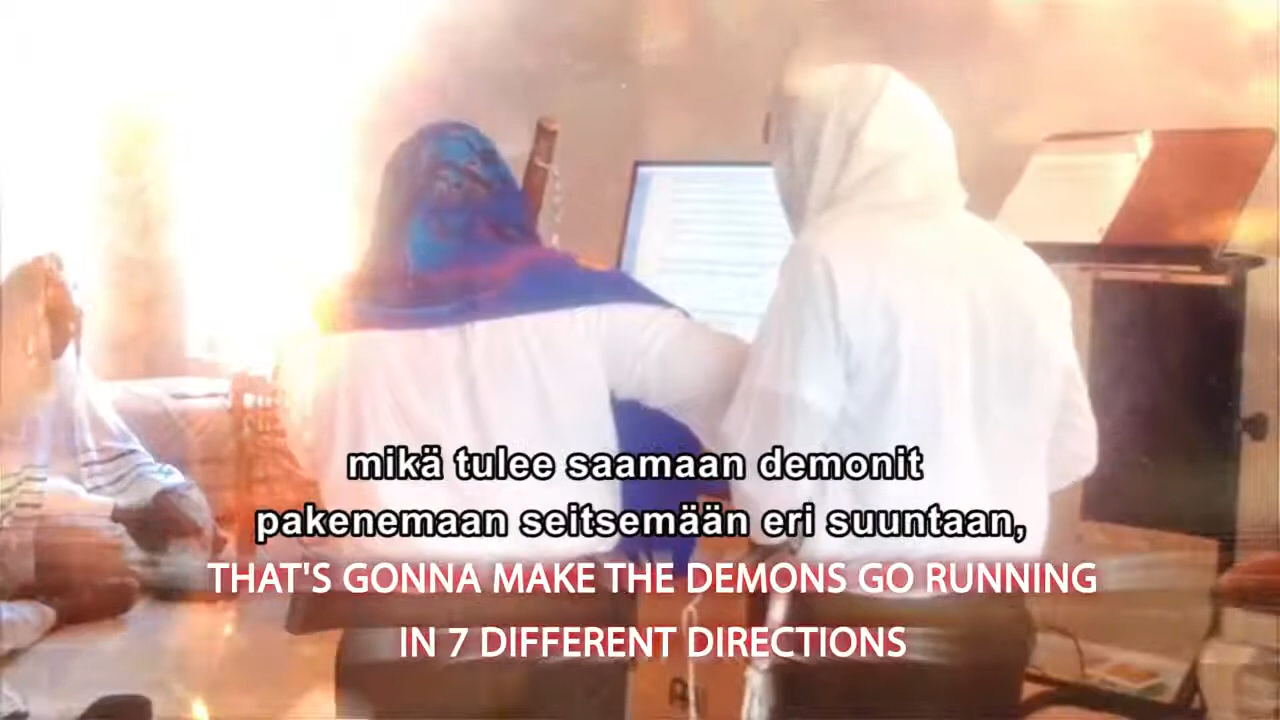 mikä tulee saamaan demonit
pakenemaan seitsemään eri suuntaan,
THAT'S GONNA MAKE THE DEMONS GO RUNNING
IN 7 DIFFERENT DIRECTIONS